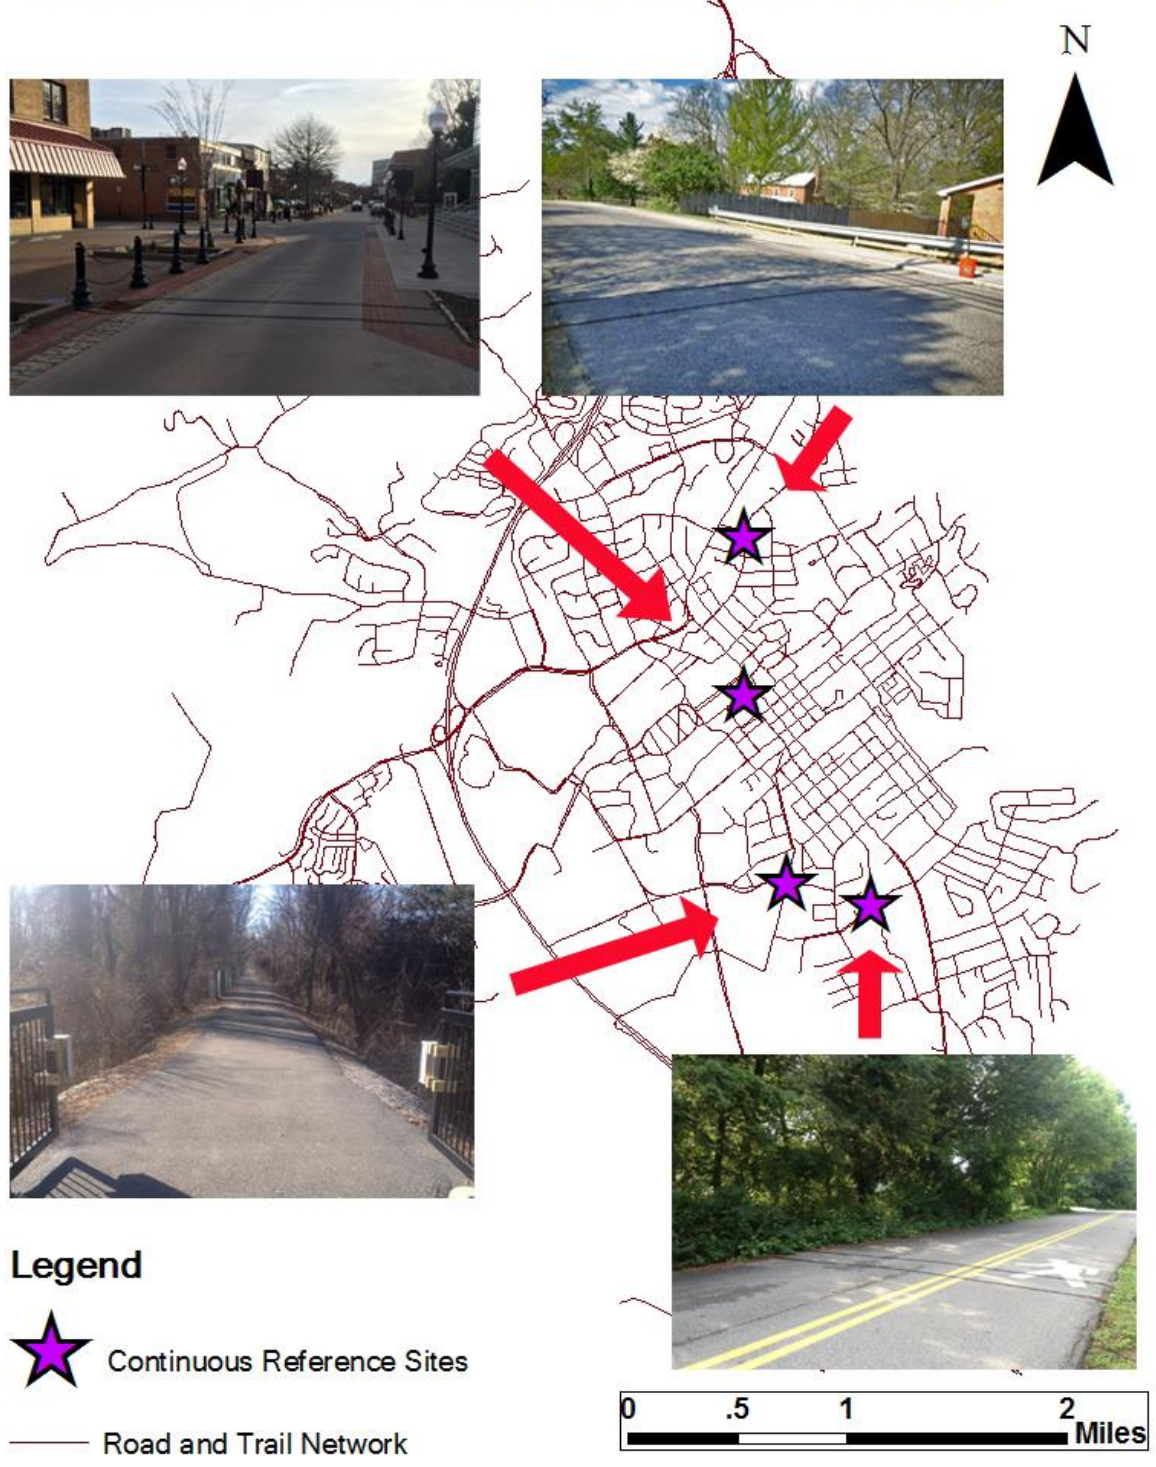 N
Legend
Continuous Reference Sites
Road and Trail Network
0 .5 1 2
Miles